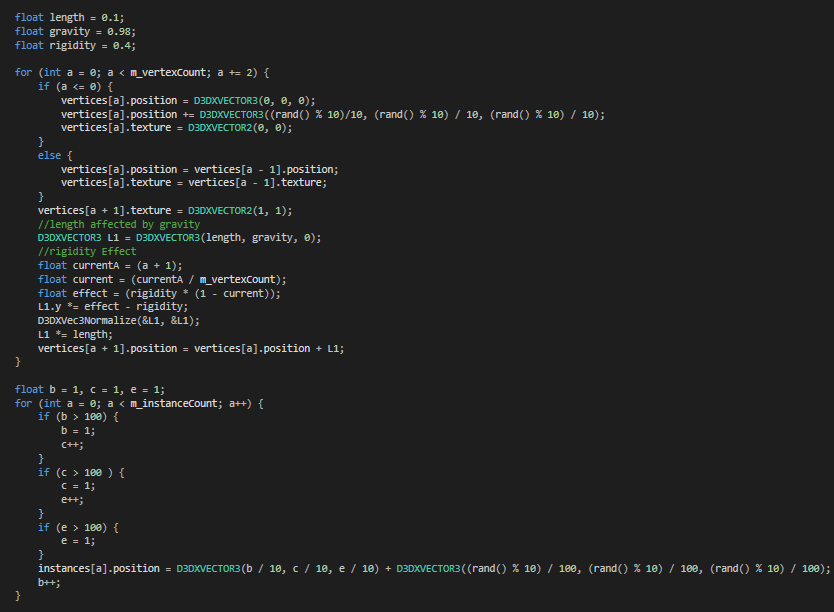 float length = 0.1;
float gravity = 0.98;
float rigidity = 0.4;

for (int a = 0; a < m_vertexCount; a += 2) {
    if (a <= 0) {
        vertices[a].position = D3DXVECTOR3(0, 0, 0);
        vertices[a].position += D3DXVECTOR3((rand() % 10)/10, (rand() % 10) / 10, (rand() % 10) / 10);
        vertices[a].texture = D3DXVECTOR2(0, 0);
    }
    else {
        vertices[a].position = vertices[a - 1].position;
        vertices[a].texture = vertices[a - 1].texture;
    }
    vertices[a + 1].texture = D3DXVECTOR2(1, 1);
    //length affected by gravity
    D3DXVECTOR3 L1 = D3DXVECTOR3(length, gravity, 0);
    //rigidity Effect
    float currentA = (a + 1);
    float current = (currentA / m_vertexCount);
    float effect = (rigidity * (1 - current));
    L1.y *= effect - rigidity;
    D3DXVec3Normalize(&L1, &L1);
    L1 *= length;
    vertices[a + 1].position = vertices[a].position + L1;
}

float b = 1, c = 1, e = 1;
for (int a = 0; a < m_instanceCount; a++) {
    if (b > 100) {
        b = 1;
        c++;
    }
    if (c > 100 ) {
        c = 1;
        e++;
    }
    if (e > 100) {
        e = 1;
    }
    instances[a].position = D3DXVECTOR3(b / 10, c / 10, e / 10) + D3DXVECTOR3((rand() % 10) / 100, (rand() % 10) / 100, (rand() % 10) / 100);
    b++;
}